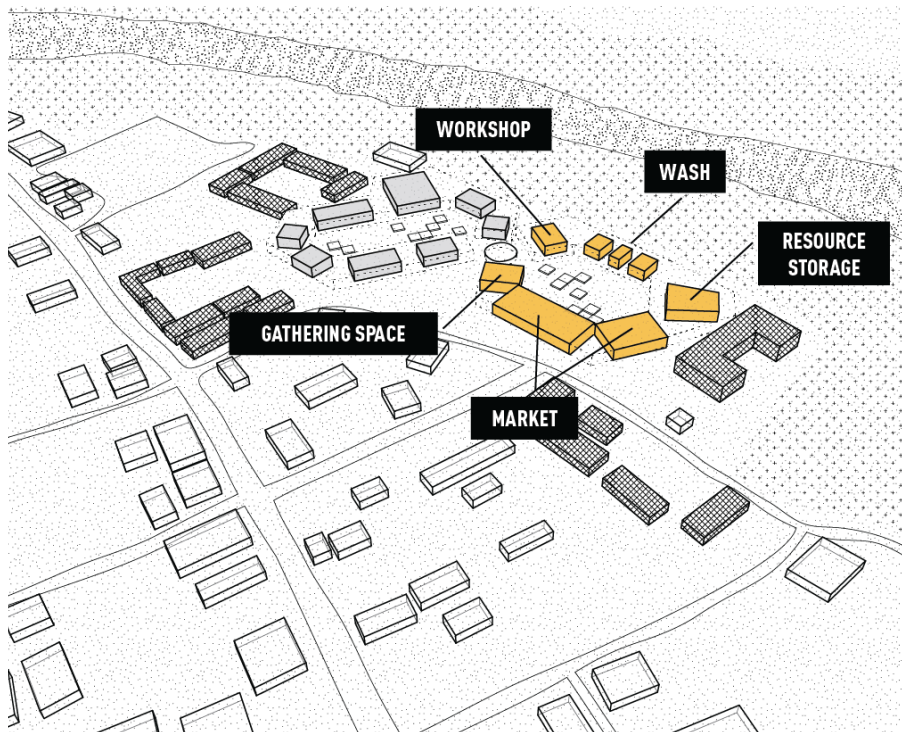 WORKSHOP
WASH
RESOURCE
STORAGE
GATHERING SPACE
MARKET